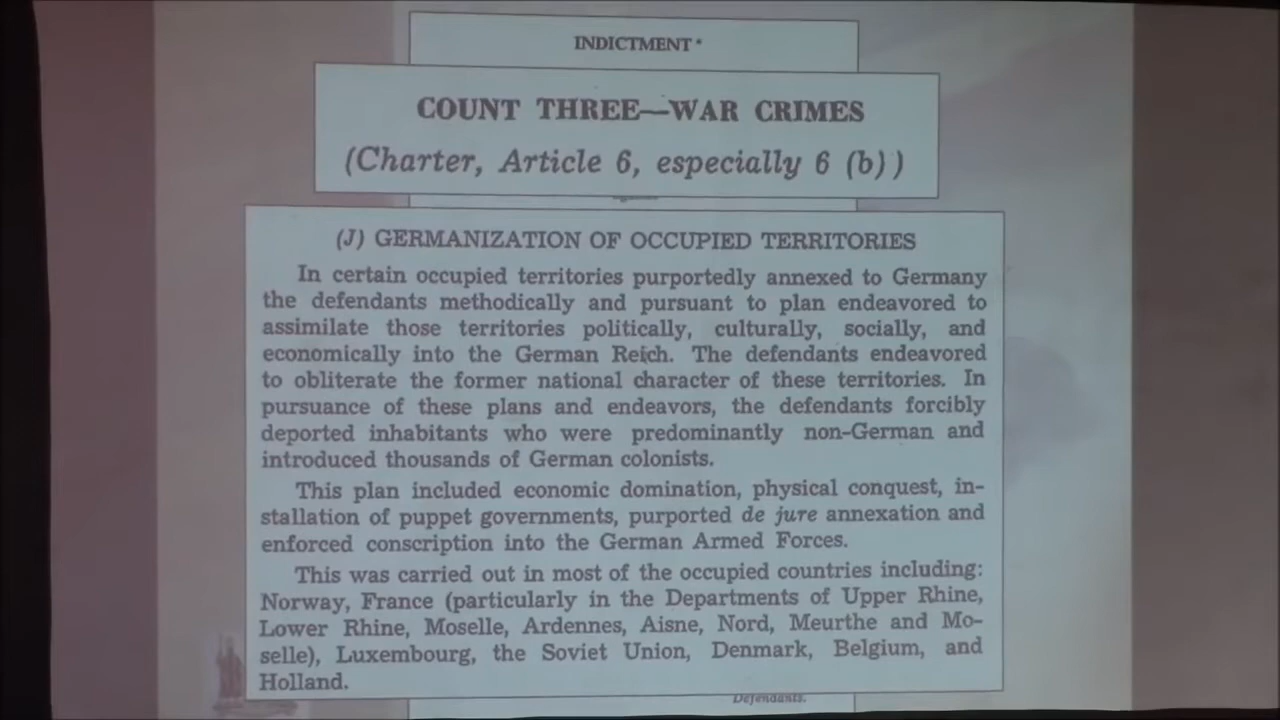 INDICTMENT*
COUNT THREE—WAR CRIMES
(Charter, Article 6, especially 6 (b))
(J) GERMANIZATION OF OCCUPIED TERRITORIES
In certain occupied territories purportedly annexed to Germany
the defendants methodically and pursuant to plan endeavored to
assimilate those territories politically, culturally, socially, and
economically into the German Reich. The defendants endeavored
to obliterate the former national character of these territories. In
pursuance of these plans and endeavors, the defendants forcibly
deported inhabitants who were predominantly non-German and
introduced thousands of German colonists.
This plan included economic domination, physical conquest, in-
stallation of puppet governments, purported de jure annexation and
enforced conscription into the German Armed Forces.
This was carried out in most of the occupied countries including:
Norway, France (particularly in the Departments of Upper Rhine,
Lower Rhine, Moselle, Ardennes, Aisne, Nord, Meurthe and Mo-
selle), Luxembourg, the Soviet Union, Denmark, Belgium, and
Holland.
Defendants.